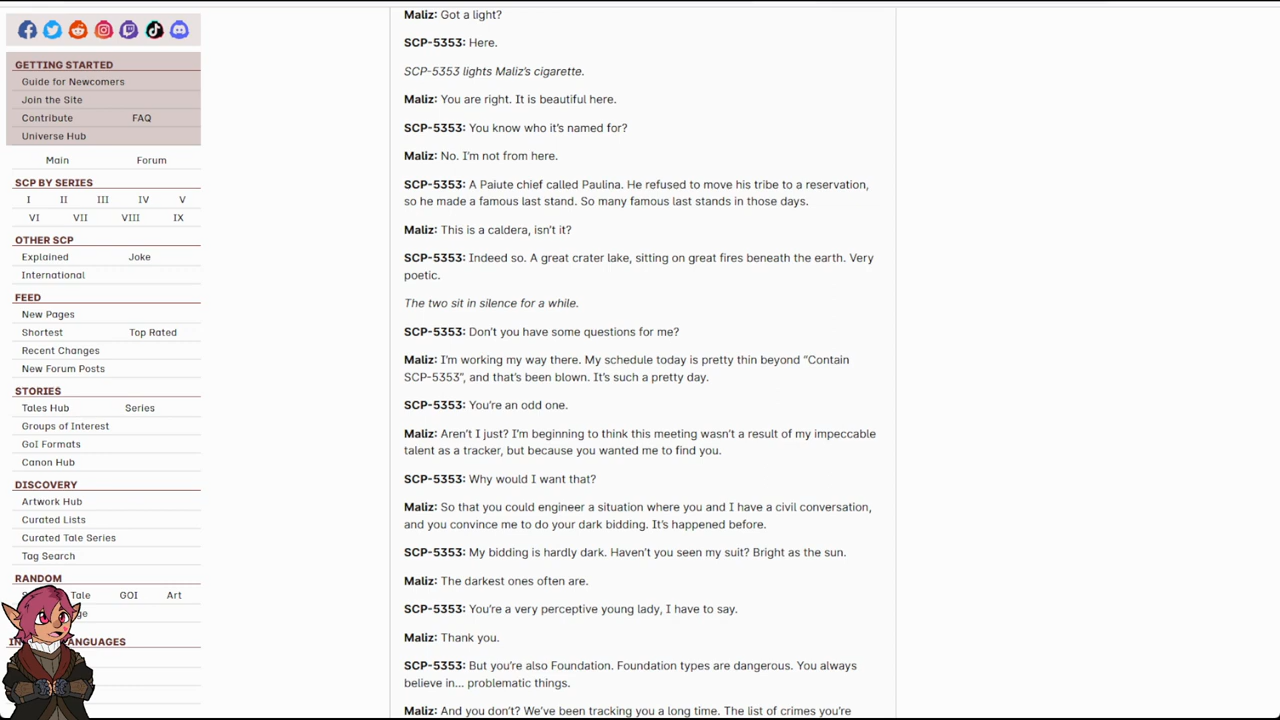 GETTING STARTED
Guide for Newcomers
Join the Site
Contribute FAQ
Universe Hub
Main Forum
SCP BY SERIES
I II III IV V
VI VII VIII IX
OTHER SCP
Explained Joke
International
FEED
New Pages
Shortest Top Rated
Recent Changes
New Forum Posts
STORIES
Tales Hub Series
Groups of Interest
GoI Formats
Canon Hub
DISCOVERY
Artwork Hub
Curated Lists
Curated Tale Series
Tag Search
RANDOM
Tale GOI Art
LANGUAGES
Maliz: Got a light?
SCP-5353: Here.
SCP-5353 lights Maliz's cigarette.
Maliz: You are right. It is beautiful here.
SCP-5353: You know who it's named for?
Maliz: No. I'm not from here.
SCP-5353: A Paiute chief called Paulina. He refused to move his tribe to a reservation,
so he made a famous last stand. So many famous last stands in those days.
Maliz: This is a caldera, isn't it?
SCP-5353: Indeed so. A great crater lake, sitting on great fires beneath the earth. Very
poetic.
The two sit in silence for a while.
SCP-5353: Don't you have some questions for me?
Maliz: I'm working my way there. My schedule today is pretty thin beyond "Contain
SCP-5353", and that's been blown. It's such a pretty day.
SCP-5353: You're an odd one.
Maliz: Aren't I just? I'm beginning to think this meeting wasn't a result of my impeccable
talent as a tracker, but because you wanted me to find you.
SCP-5353: Why would I want that?
Maliz: So that you could engineer a situation where you and I have a civil conversation,
and you convince me to do your dark bidding. It's happened before.
SCP-5353: My bidding is hardly dark. Haven't you seen my suit? Bright as the sun.
Maliz: The darkest ones often are.
SCP-5353: You're a very perceptive young lady, I have to say.
Maliz: Thank you.
SCP-5353: But you're also Foundation. Foundation types are dangerous. You always
believe in... problematic things.
Maliz: And you don't? We've been tracking you a long time. The list of crimes you're